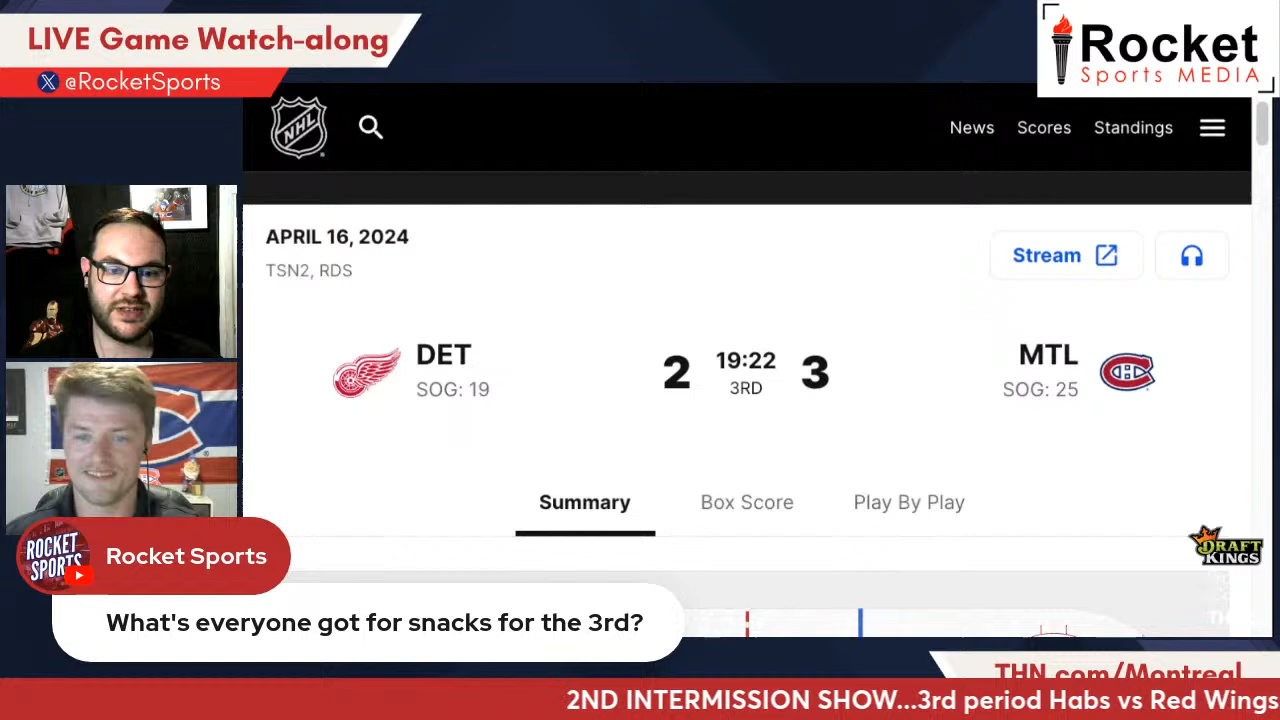 LIVE Game Watch-along
@RocketSports
Rocket
Sports MEDIA
NHL
News Scores Standings
APRIL 16, 2024
TSN2, RDS
Stream
DET
SOG: 19
2
19:22
3RD
3
MTL
SOG: 25
Summary Box Score Play By Play
ROCKET
SPORTS
Rocket Sports
DRAFT
KINGS
What's everyone got for snacks for the 3rd?
THN.com/Montreal
2ND INTERMISSION SHOW...3rd period Habs vs Red Wings